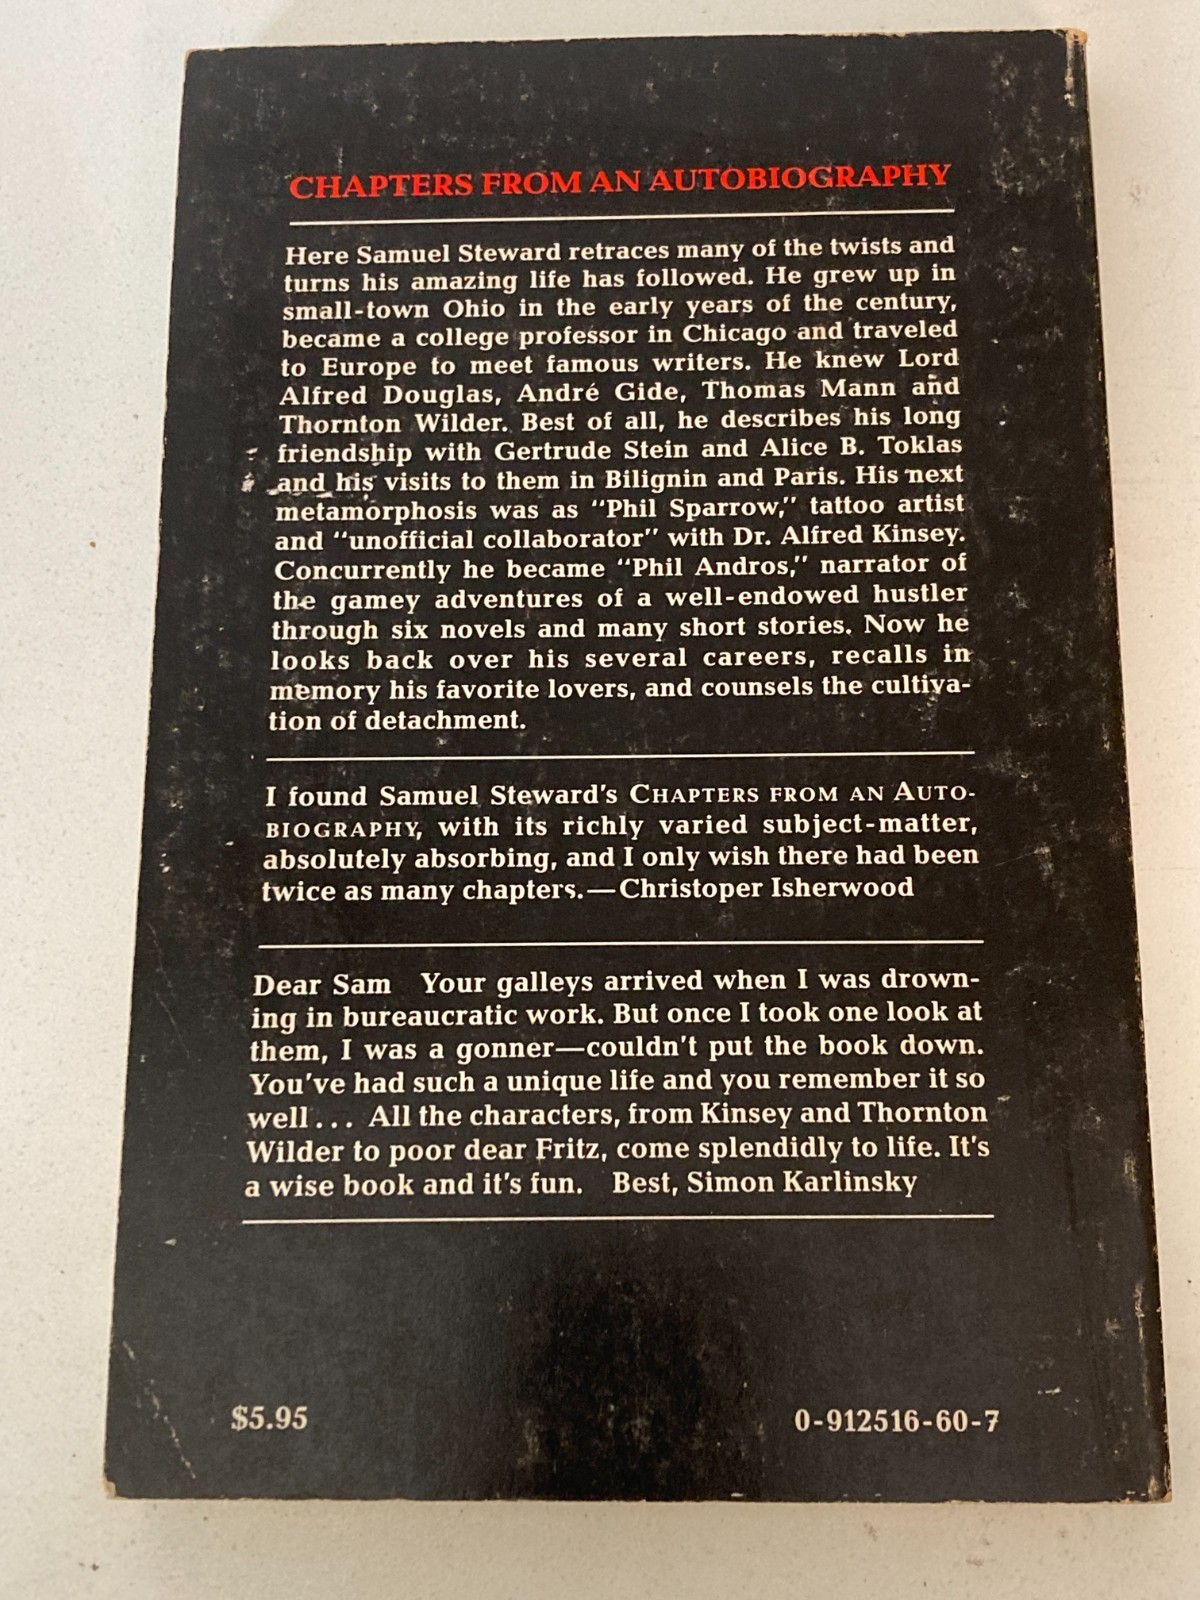 CHAPTERS FROM AN AUTOBIOGRAPHY
Here Samuel Steward retraces many of the twists and
turns his amazing life has followed. He grew up in
small-town Ohio in the early years of the century,
became a college professor in Chicago and traveled
to Europe to meet famous writers. He knew Lord
Alfred Douglas, André Gide, Thomas Mann and
Thornton Wilder. Best of all, he describes his long
friendship with Gertrude Stein and Alice B. Toklas
and his visits to them in Bilignin and Paris. His next
metamorphosis was as "Phil Sparrow," tattoo artist
and "unofficial collaborator" with Dr. Alfred Kinsey.
Concurrently he became "Phil Andros," narrator of
the gamey adventures of a well-endowed hustler
through six novels and many short stories. Now he
looks back over his several careers, recalls in
memory his favorite lovers, and counsels the cultiva-
tion of detachment.
I found Samuel Steward's CHAPTERS FROM AN AUTO-
BIOGRAPHY, with its richly varied subject-matter,
absolutely absorbing, and I only wish there had been
twice as many chapters.—Christoper Isherwood
Dear Sam Your galleys arrived when I was drown-
ing in bureaucratic work. But once I took one look at
them, I was a gonner—couldn't put the book down.
You've had such a unique life and you remember it so
well... All the characters, from Kinsey and Thornton
Wilder to poor dear Fritz, come splendidly to life. It's
a wise book and it's fun. Best, Simon Karlinsky
$5.95
0-912516-60-7